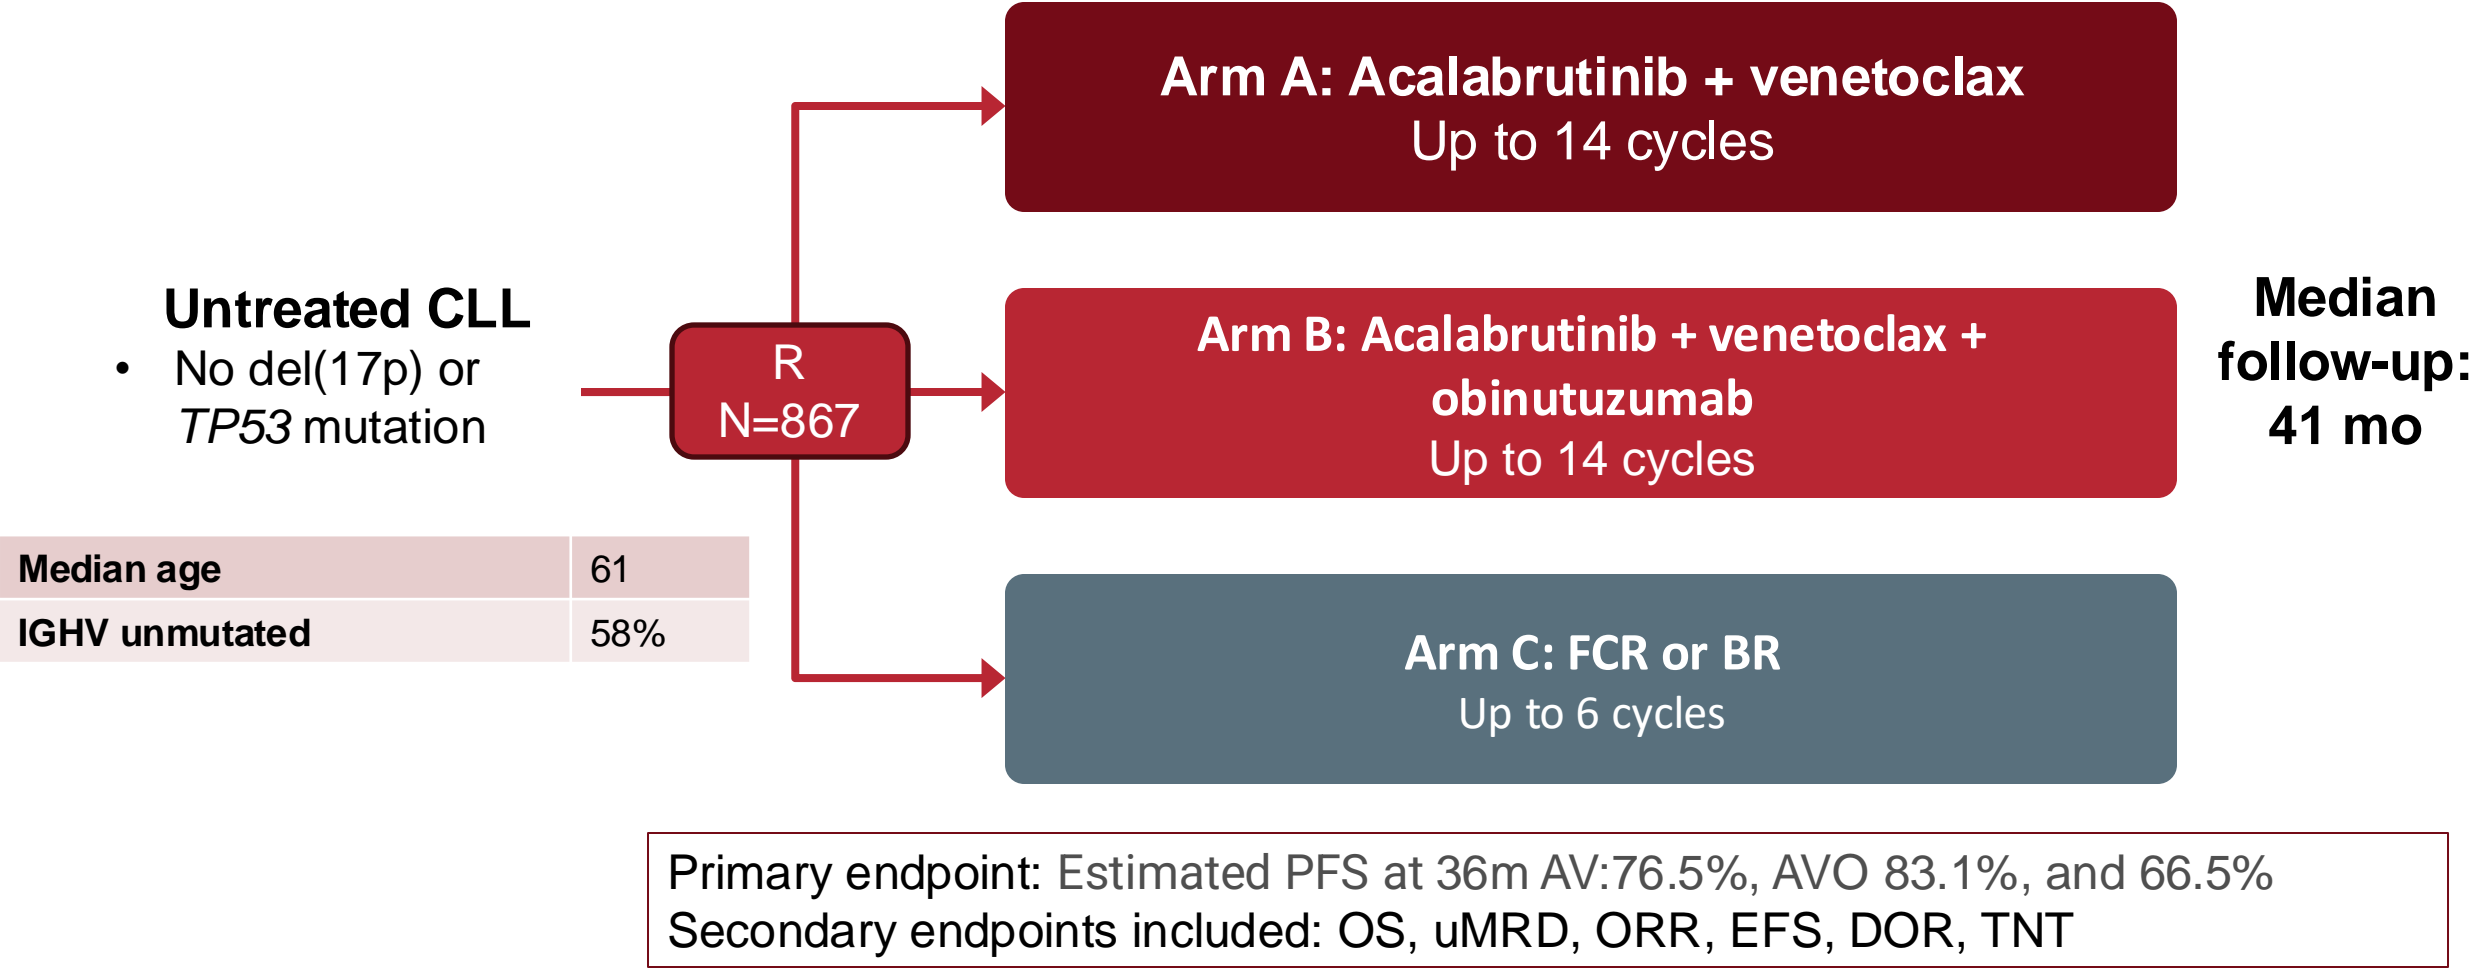 Arm A: Acalabrutinib + venetoclax
Up to 14 cycles
Untreated CLL
• No del(17p) or
TP53 mutation
R
N=867
Arm B: Acalabrutinib + venetoclax +
obinutuzumab
Up to 14 cycles
Median
follow-up:
41 mo
Median age 61
IGHV unmutated 58%
Arm C: FCR or BR
Up to 6 cycles
Primary endpoint: Estimated PFS at 36m AV:76.5%, AVO 83.1%, and 66.5%
Secondary endpoints included: OS, uMRD, ORR, EFS, DOR, TNT